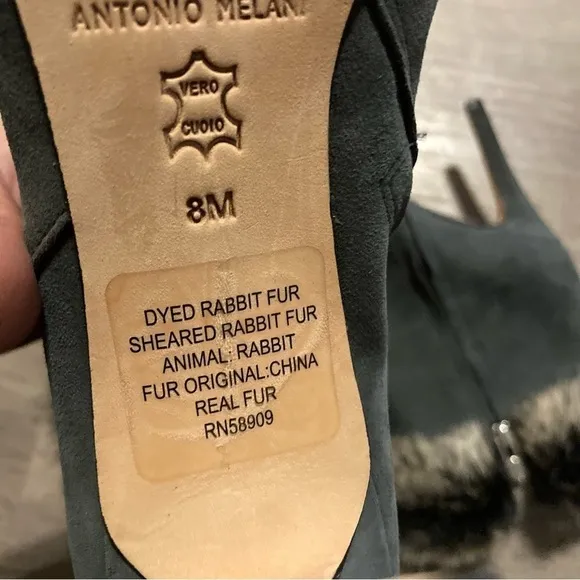 ANTONIO MELANI
VERO
CUOIO
8M
DYED RABBIT FUR
SHEARED RABBIT FUR
ANIMAL: RABBIT
FUR ORIGINAL:CHINA
REAL FUR
RN58909